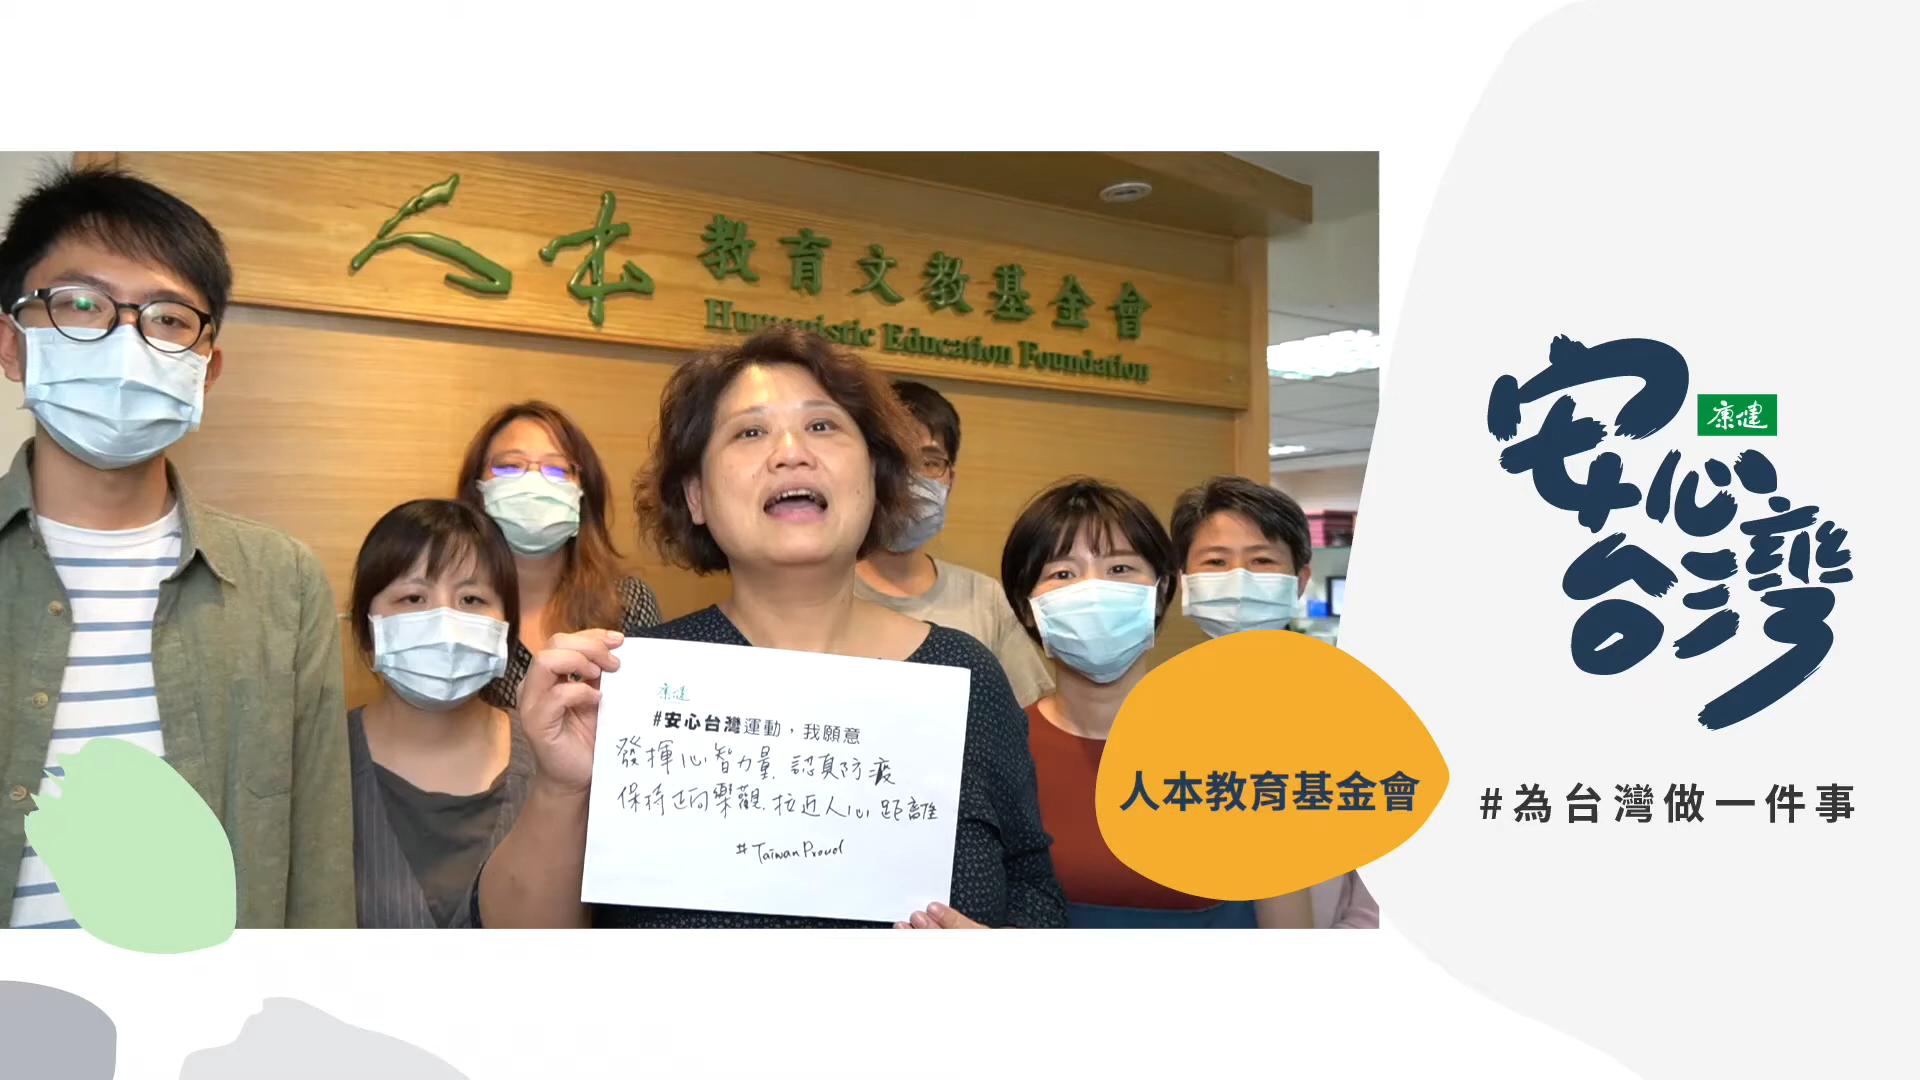 人本 教育文教基金會
Humanistic Education Foundation
康健
#安心台灣運動，我願意
發揮心智力量、認真防疫
保持正向樂觀、拉近人心距離
#TaiwanProud
人本教育基金會
安心
康健
台灣
#為台灣做一件事